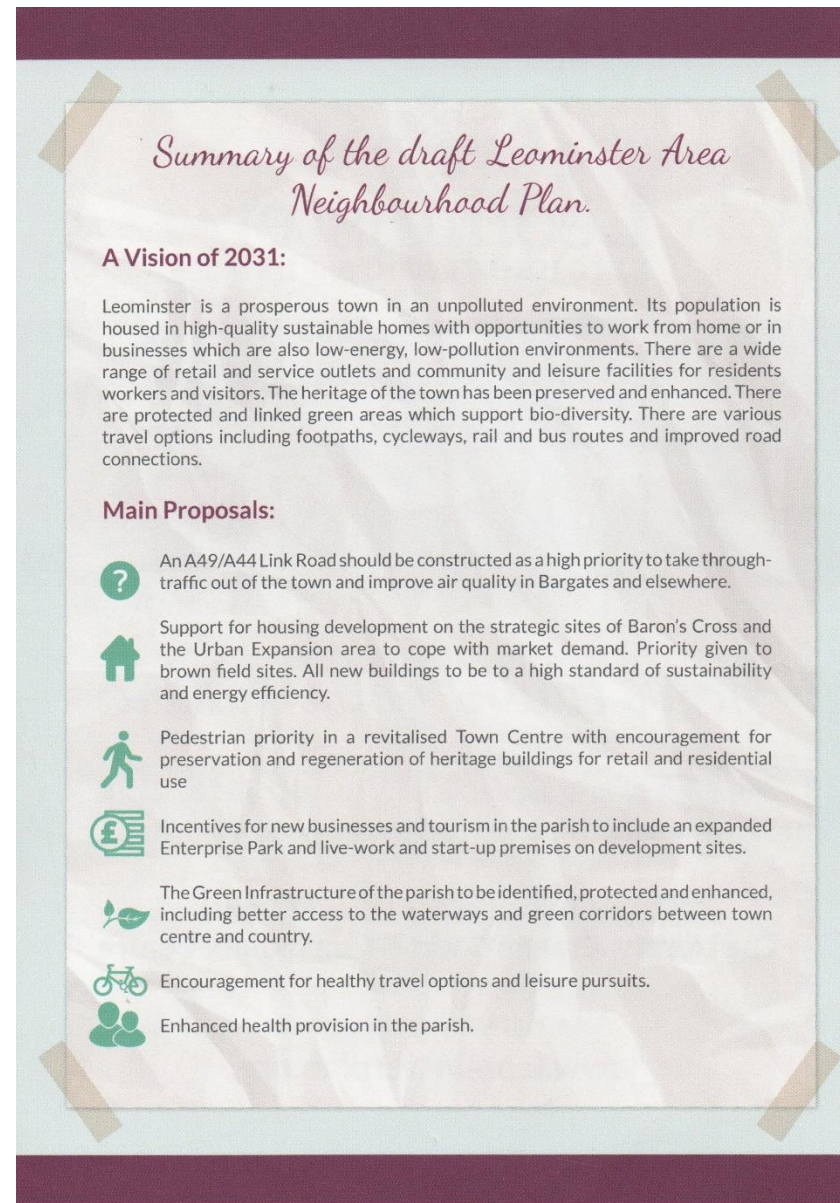 Summary of the draft Leominster Area
Neighbourhood Plan.
A Vision of 2031:
Leominster is a prosperous town in an unpolluted environment. Its population is
housed in high-quality sustainable homes with opportunities to work from home or in
businesses which are also low-energy, low-pollution environments. There are a wide
range of retail and service outlets and community and leisure facilities for residents
workers and visitors. The heritage of the town has been preserved and enhanced. There
are protected and linked green areas which support bio-diversity. There are various
travel options including footpaths, cycleways, rail and bus routes and improved road
connections.
Main Proposals:
?
An A49/A44 Link Road should be constructed as a high priority to take through-
traffic out of the town and improve air quality in Bargates and elsewhere.
Support for housing development on the strategic sites of Baron's Cross and
the Urban Expansion area to cope with market demand. Priority given to
brown field sites. All new buildings to be to a high standard of sustainability
and energy efficiency.
Pedestrian priority in a revitalised Town Centre with encouragement for
preservation and regeneration of heritage buildings for retail and residential
use
£
Incentives for new businesses and tourism in the parish to include an expanded
Enterprise Park and live-work and start-up premises on development sites.
The Green Infrastructure of the parish to be identified, protected and enhanced,
including better access to the waterways and green corridors between town
centre and country.
Encouragement for healthy travel options and leisure pursuits.
Enhanced health provision in the parish.